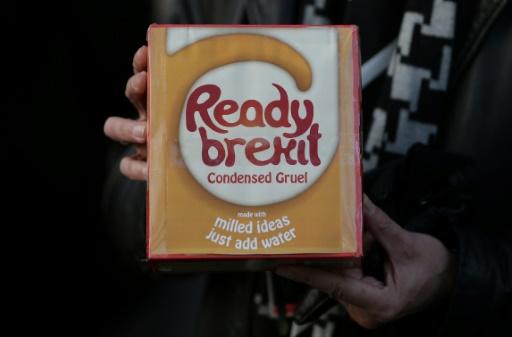 Ready
brexit
Condensed Gruel
made with
milled ideas
just add water